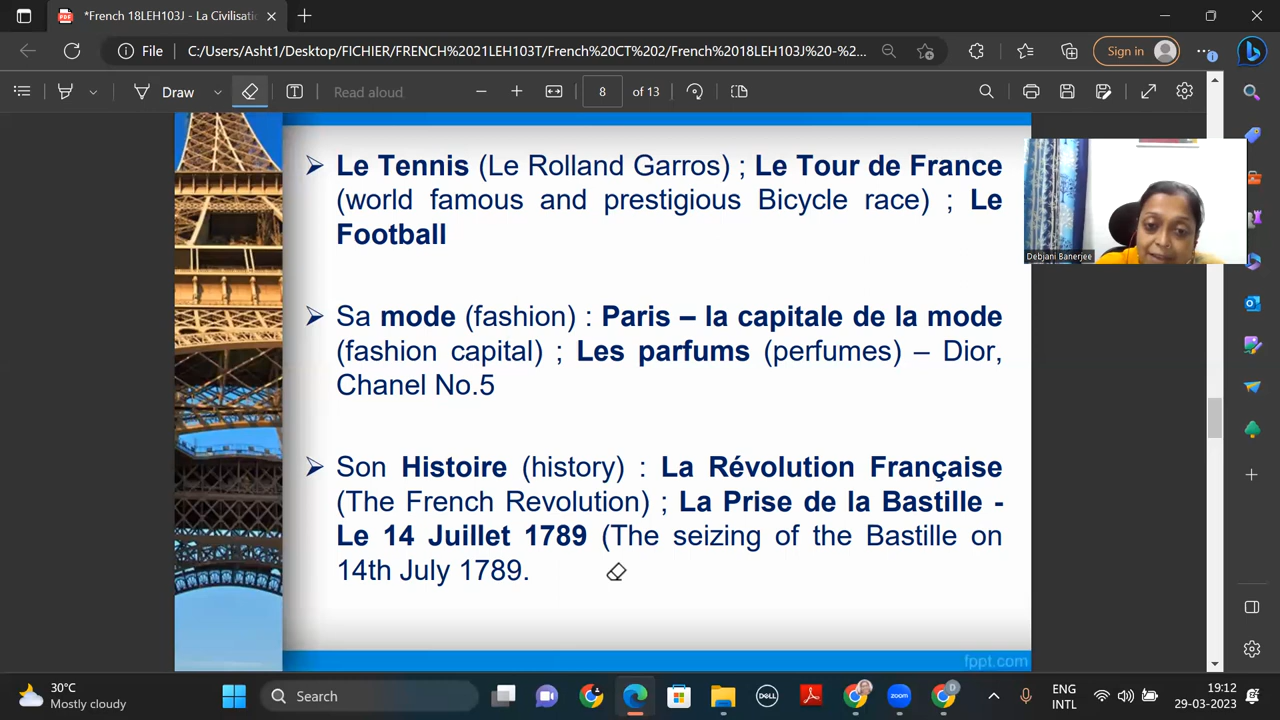 *French 18LEH103J - La Civilisatio
File
C:/Users/Asht1/Desktop/FICHIER/FRENCH%2021LEH103T/French%20CT%202/French%2018LEH103J%20-%2...
Sign in
Draw
Read aloud
8
of 13
Le Tennis (Le Rolland Garros) ; Le Tour de France
(world famous and prestigious Bicycle race) ; Le
Football
Debjani Banerjee
Sa mode (fashion) : Paris – la capitale de la mode
(fashion capital) ; Les parfums (perfumes) – Dior,
Chanel No.5
Son Histoire (history) : La Révolution Française
(The French Revolution) ; La Prise de la Bastille -
Le 14 Juillet 1789 (The seizing of the Bastille on
14th July 1789.
fppt.com
30°C
Mostly cloudy
Search
DELL
D
ENG
INTL
19:12
29-03-2023